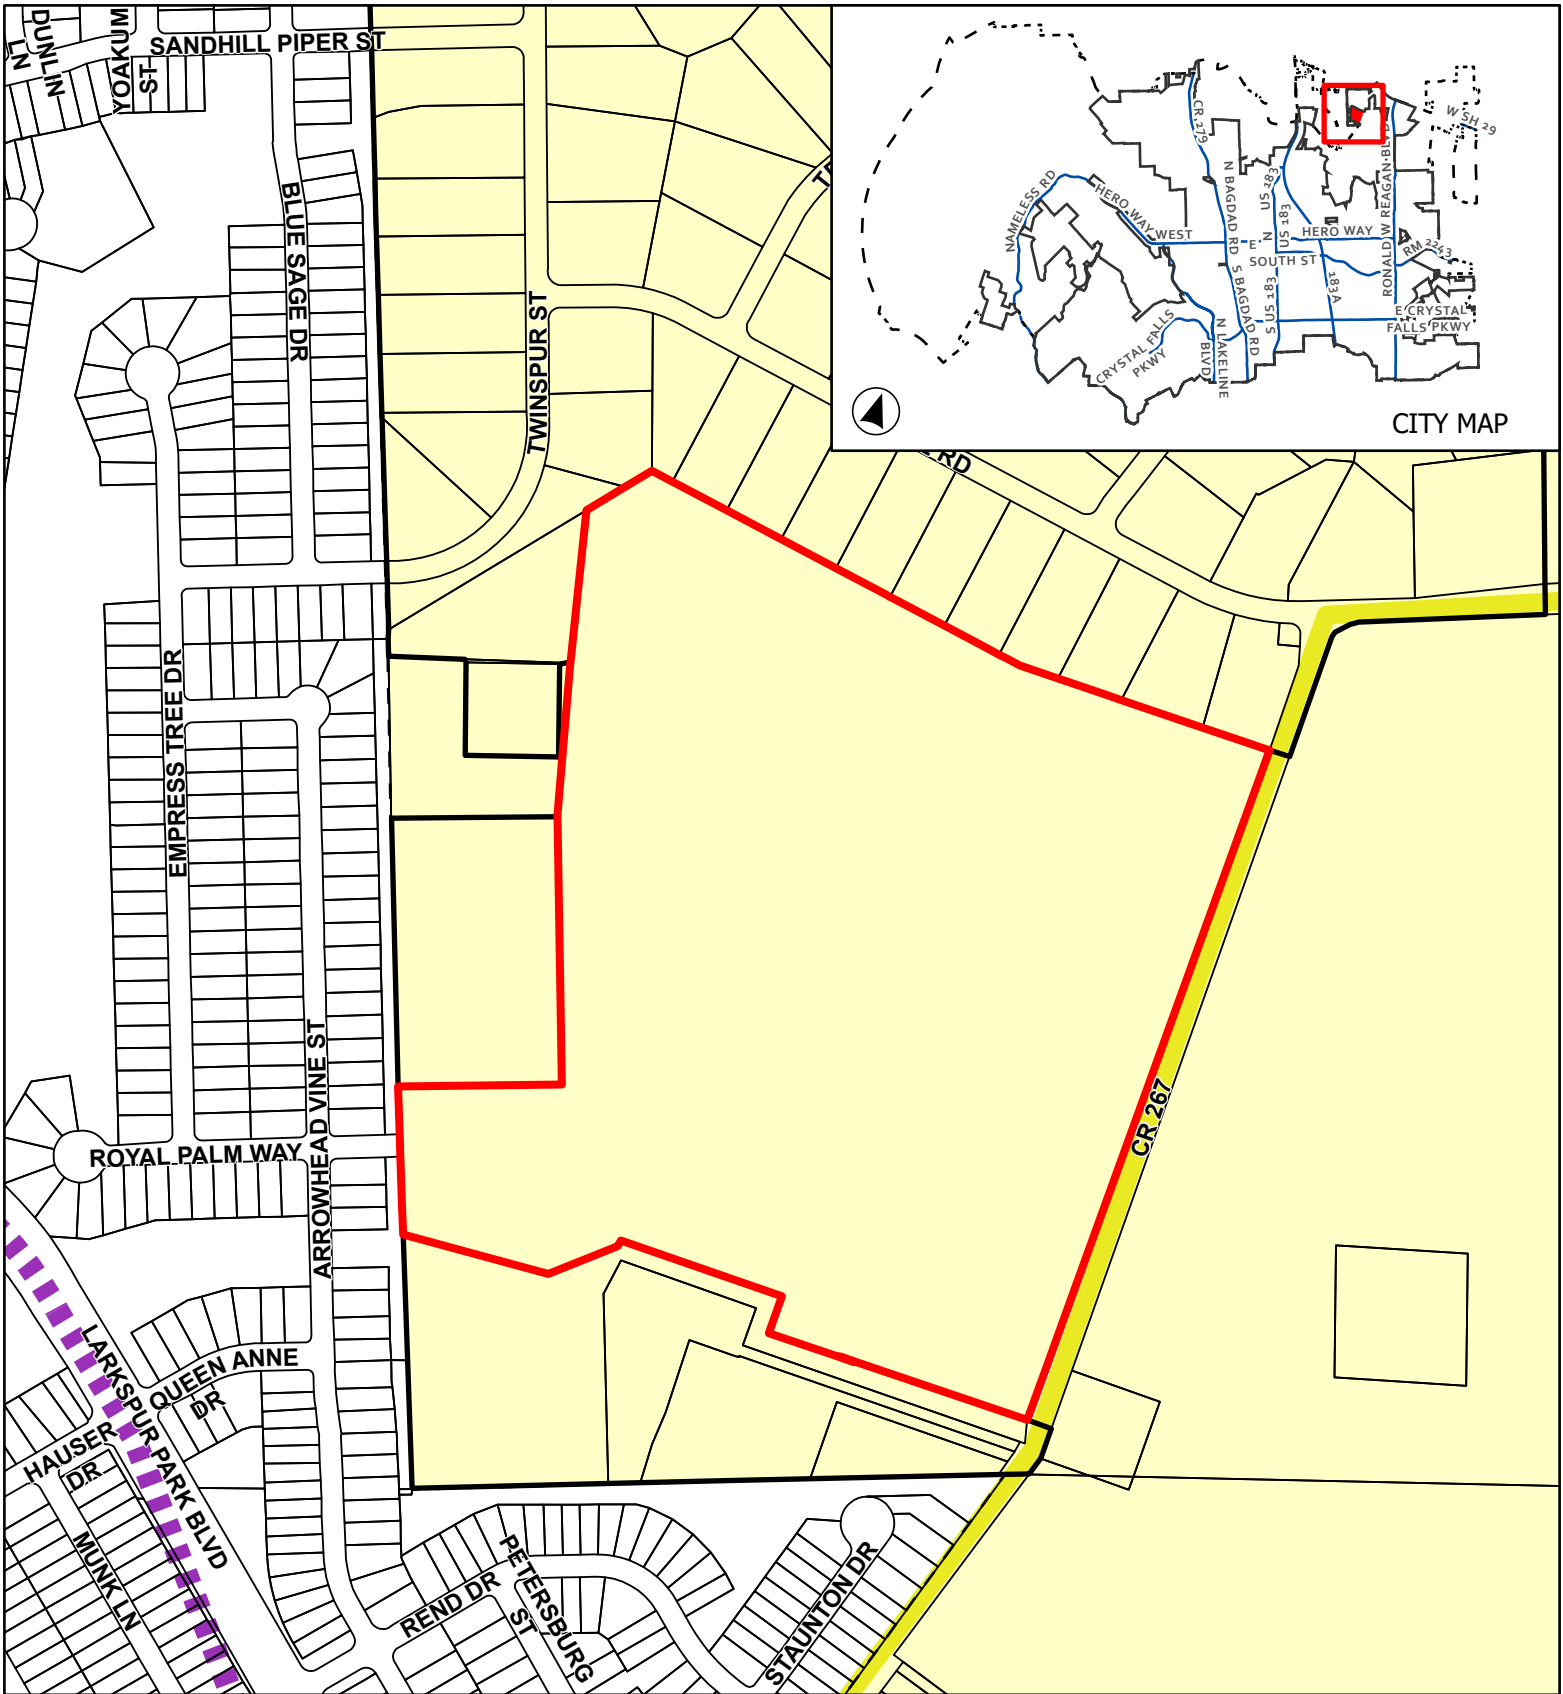 DUNLIN
LN
YOAKUM
ST
SANDHILL PIPER ST
BLUE SAGE DR
TWINSPUR ST
RD
EMPRESS TREE DR
ARROWHEAD VINE ST
ROYAL PALM WAY
CR 267
LARKSPUR PARK BLVD
QUEEN ANNE
DR
HAUSER
DR
MUNK LN
REND DR
PETERSBURG
ST
STAUNTON DR
CR 279
W SH 29
NAMELESS RD
HERO WAY
WEST
N BAGDAD RD
US 183
N
US 183
E
HERO WAY
SOUTH ST
RONALD W REAGAN BLVD
RM 2243
183A
S BAGDAD RD
S US 183
E CRYSTAL
FALLS PKWY
CRYSTAL FALLS
PKWY
N LAKELINE
BLVD
CITY MAP